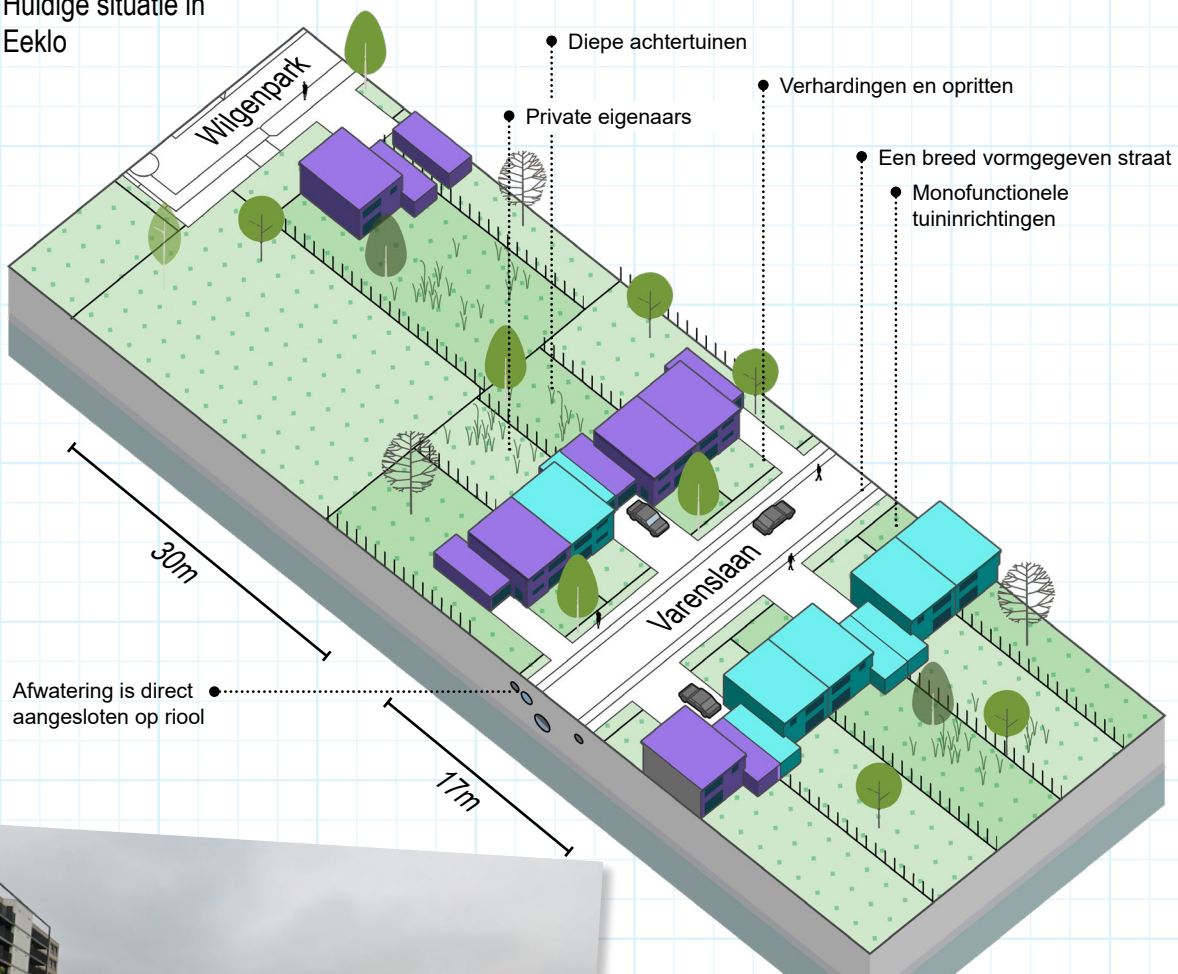 Huidige situatie in
Eeklo
Diepe achtertuinen
Verhardingen en opritten
Private eigenaars
Een breed vormgegeven straat
Monofunctionele
tuininrichtingen
Wilgenpark
Varenslaan
30m
17m
Afwatering is direct
aangesloten op riool